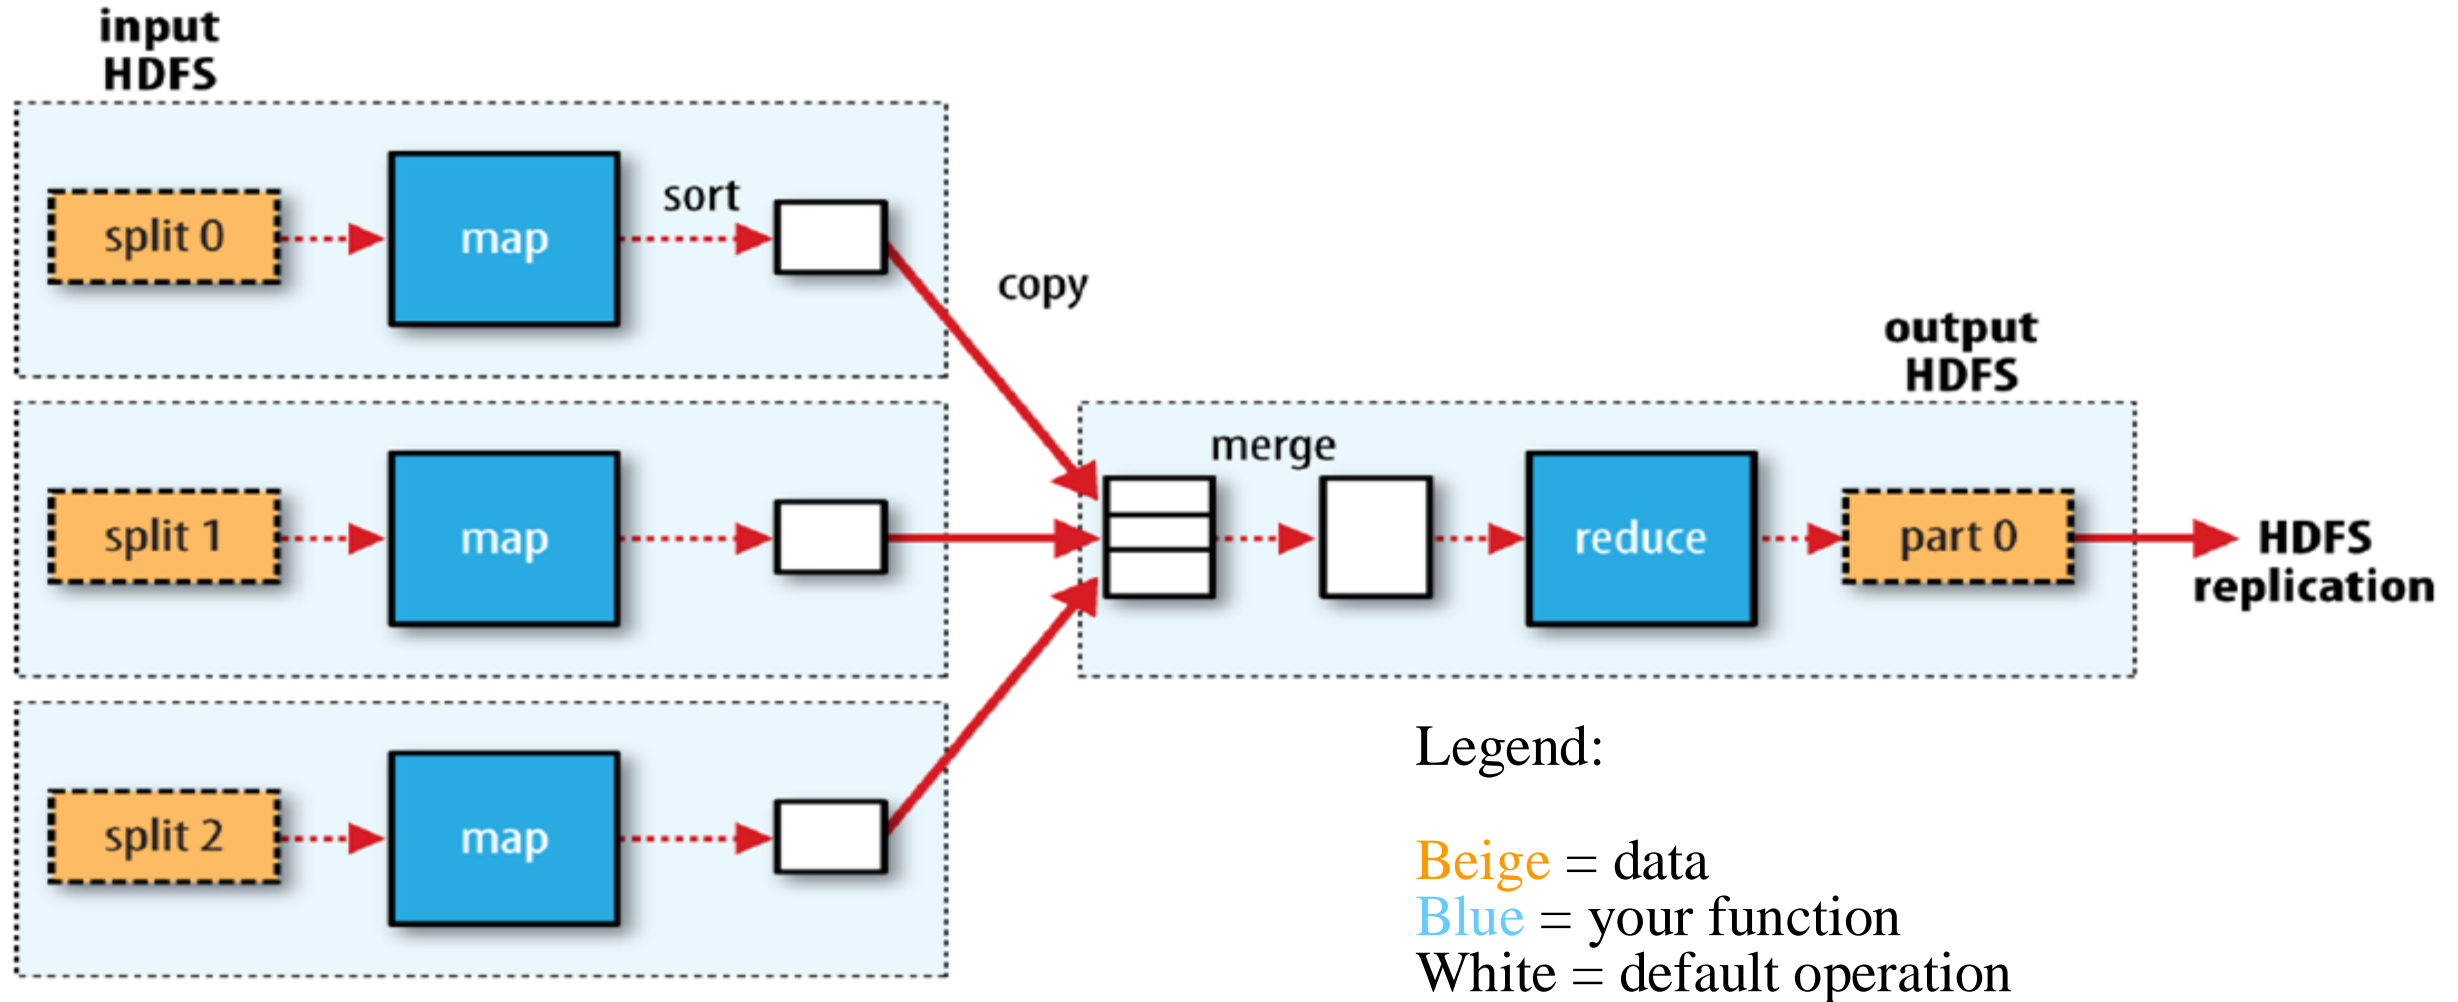 input
HDFS
split 0
map
sort
copy
split 1
map
split 2
map
merge
reduce
output
HDFS
part 0
HDFS
replication
Legend:
Beige = data
Blue = your function
White = default operation